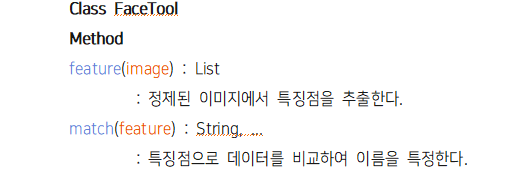 Class FaceTool
Method
feature(image) : List
: 정제된 이미지에서 특징점을 추출한다.
match(feature) : String, ...
: 특징점으로 데이터를 비교하여 이름을 특정한다.